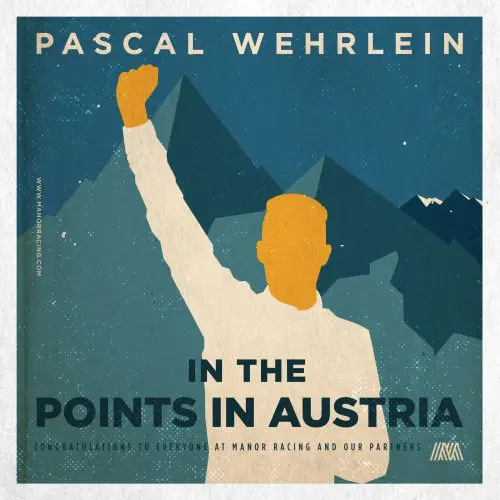 PASCAL WEHRLEIN
WWW.MANORRACING.COM
IN THE
POINTS IN AUSTRIA
CONGRATULATIONS TO EVERYONE AT MANOR RACING AND OUR PARTNERS